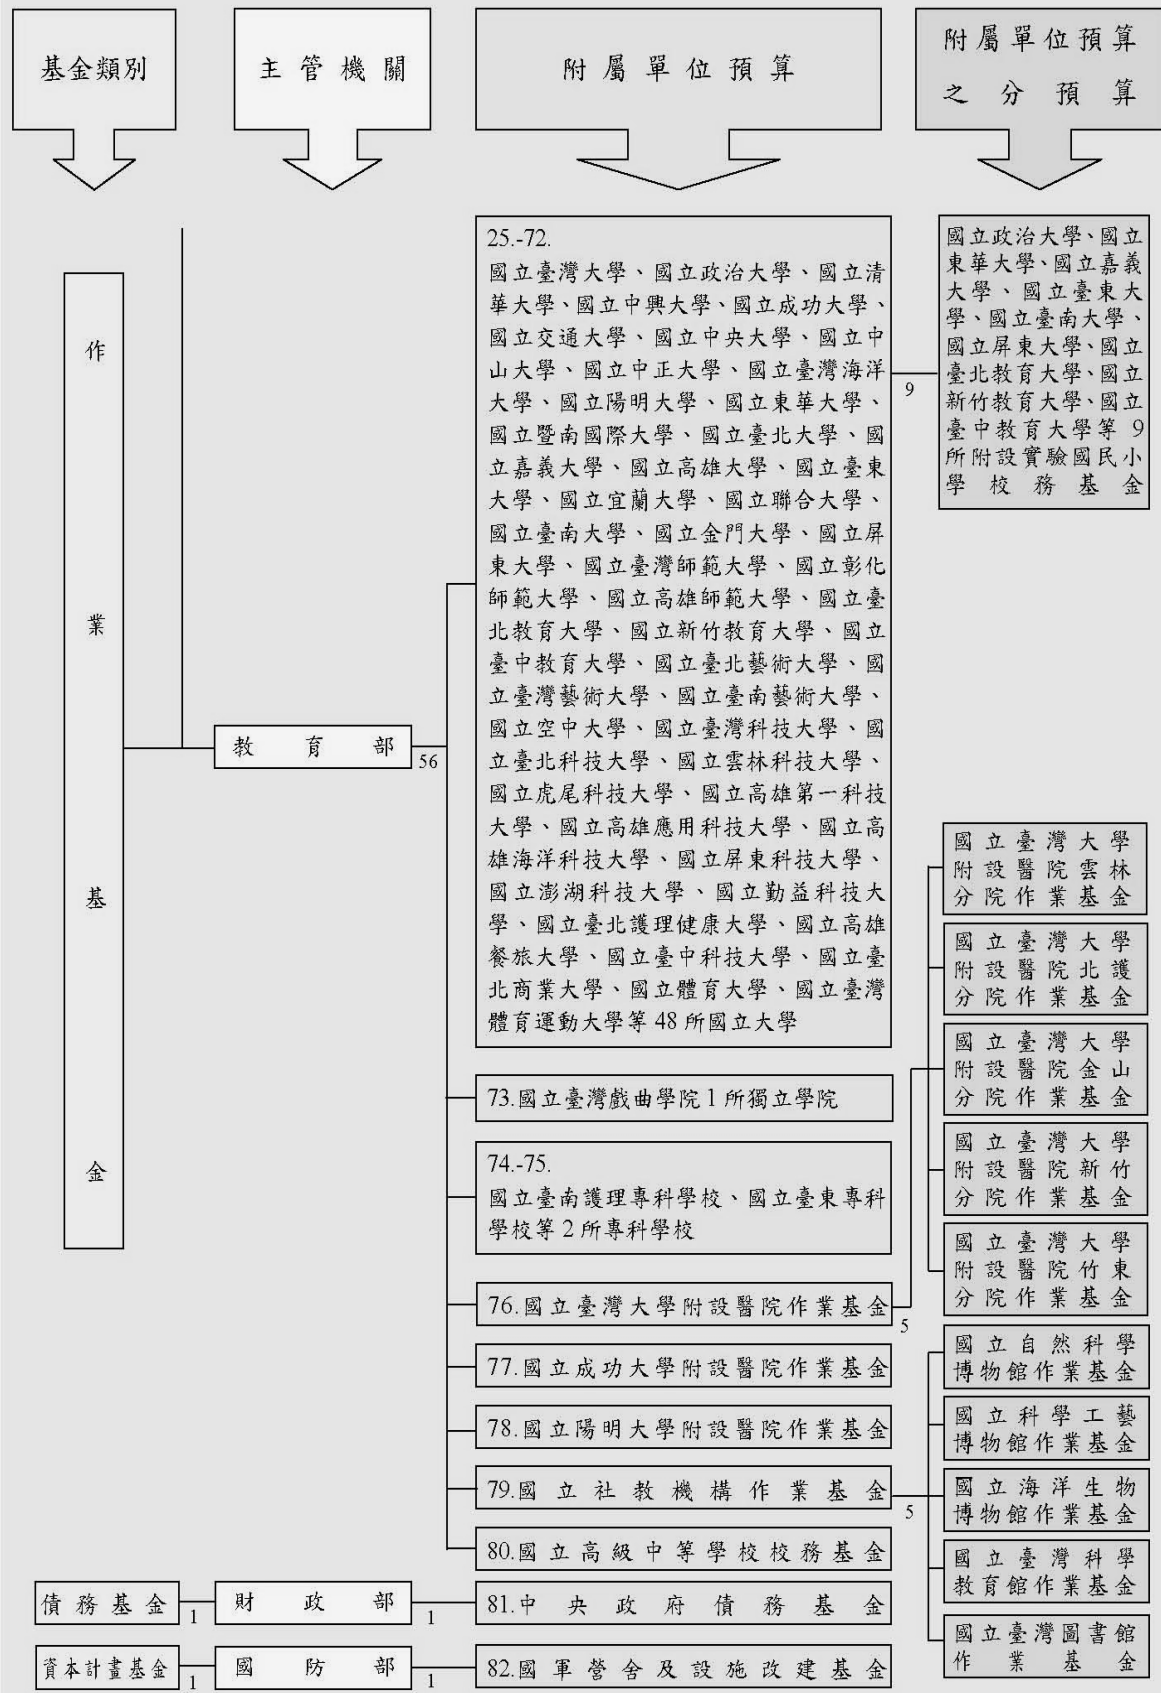 基金類別
主管機關
附屬單位預算
附屬單位預算
之分預算
作業基金
教育部
56
25.-72.
國立臺灣大學、國立政治大學、國立清
華大學、國立中興大學、國立成功大學、
國立交通大學、國立中央大學、國立中
山大學、國立中正大學、國立臺灣海洋
大學、國立陽明大學、國立東華大學、
國立暨南國際大學、國立臺北大學、國
立嘉義大學、國立高雄大學、國立臺東
大學、國立宜蘭大學、國立聯合大學、
國立臺南大學、國立金門大學、國立屏
東大學、國立臺灣師範大學、國立彰化
師範大學、國立高雄師範大學、國立臺
北教育大學、國立新竹教育大學、國立
臺中教育大學、國立臺北藝術大學、國
立臺灣藝術大學、國立臺南藝術大學、
國立空中大學、國立臺灣科技大學、國
立臺北科技大學、國立雲林科技大學、
國立虎尾科技大學、國立高雄第一科技
大學、國立高雄應用科技大學、國立高
雄海洋科技大學、國立屏東科技大學、
國立澎湖科技大學、國立勤益科技大
學、國立臺北護理健康大學、國立高雄
餐旅大學、國立臺中科技大學、國立臺
北商業大學、國立體育大學、國立臺灣
體育運動大學等 48 所國立大學
9
國立政治大學、國立
東華大學、國立嘉義
大學、國立臺東大
學、國立臺南大學、
國立屏東大學、國立
臺北教育大學、國立
新竹教育大學、國立
臺中教育大學等 9
所附設實驗國民小
學校務基金
73.國立臺灣戲曲學院 1 所獨立學院
74.-75.
國立臺南護理專科學校、國立臺東專科
學校等 2 所專科學校
76.國立臺灣大學附設醫院作業基金
5
國立臺灣大學
附設醫院雲林
分院作業基金
國立臺灣大學
附設醫院北護
分院作業基金
國立臺灣大學
附設醫院金山
分院作業基金
國立臺灣大學
附設醫院新竹
分院作業基金
國立臺灣大學
附設醫院竹東
分院作業基金
77.國立成功大學附設醫院作業基金
78.國立陽明大學附設醫院作業基金
79.國立社教機構作業基金
5
國立自然科學
博物館作業基金
國立科學工藝
博物館作業基金
國立海洋生物
博物館作業基金
國立臺灣科學
教育館作業基金
國立臺灣圖書館
作業基金
80.國立高級中等學校校務基金
債務基金
1
財政部
1
81.中央政府債務基金
資本計畫基金
1
國防部
1
82.國軍營舍及設施改建基金